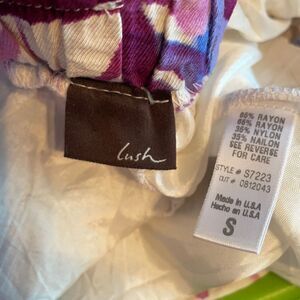 Lush
65% RAYON
65% RAYON
35% NYLON
35% NAILON
SEE REVERSE
FOR CARE
STYLE # S7223
CUT # 0812043
Made in U.S.A
Hecho en U.S.A
S